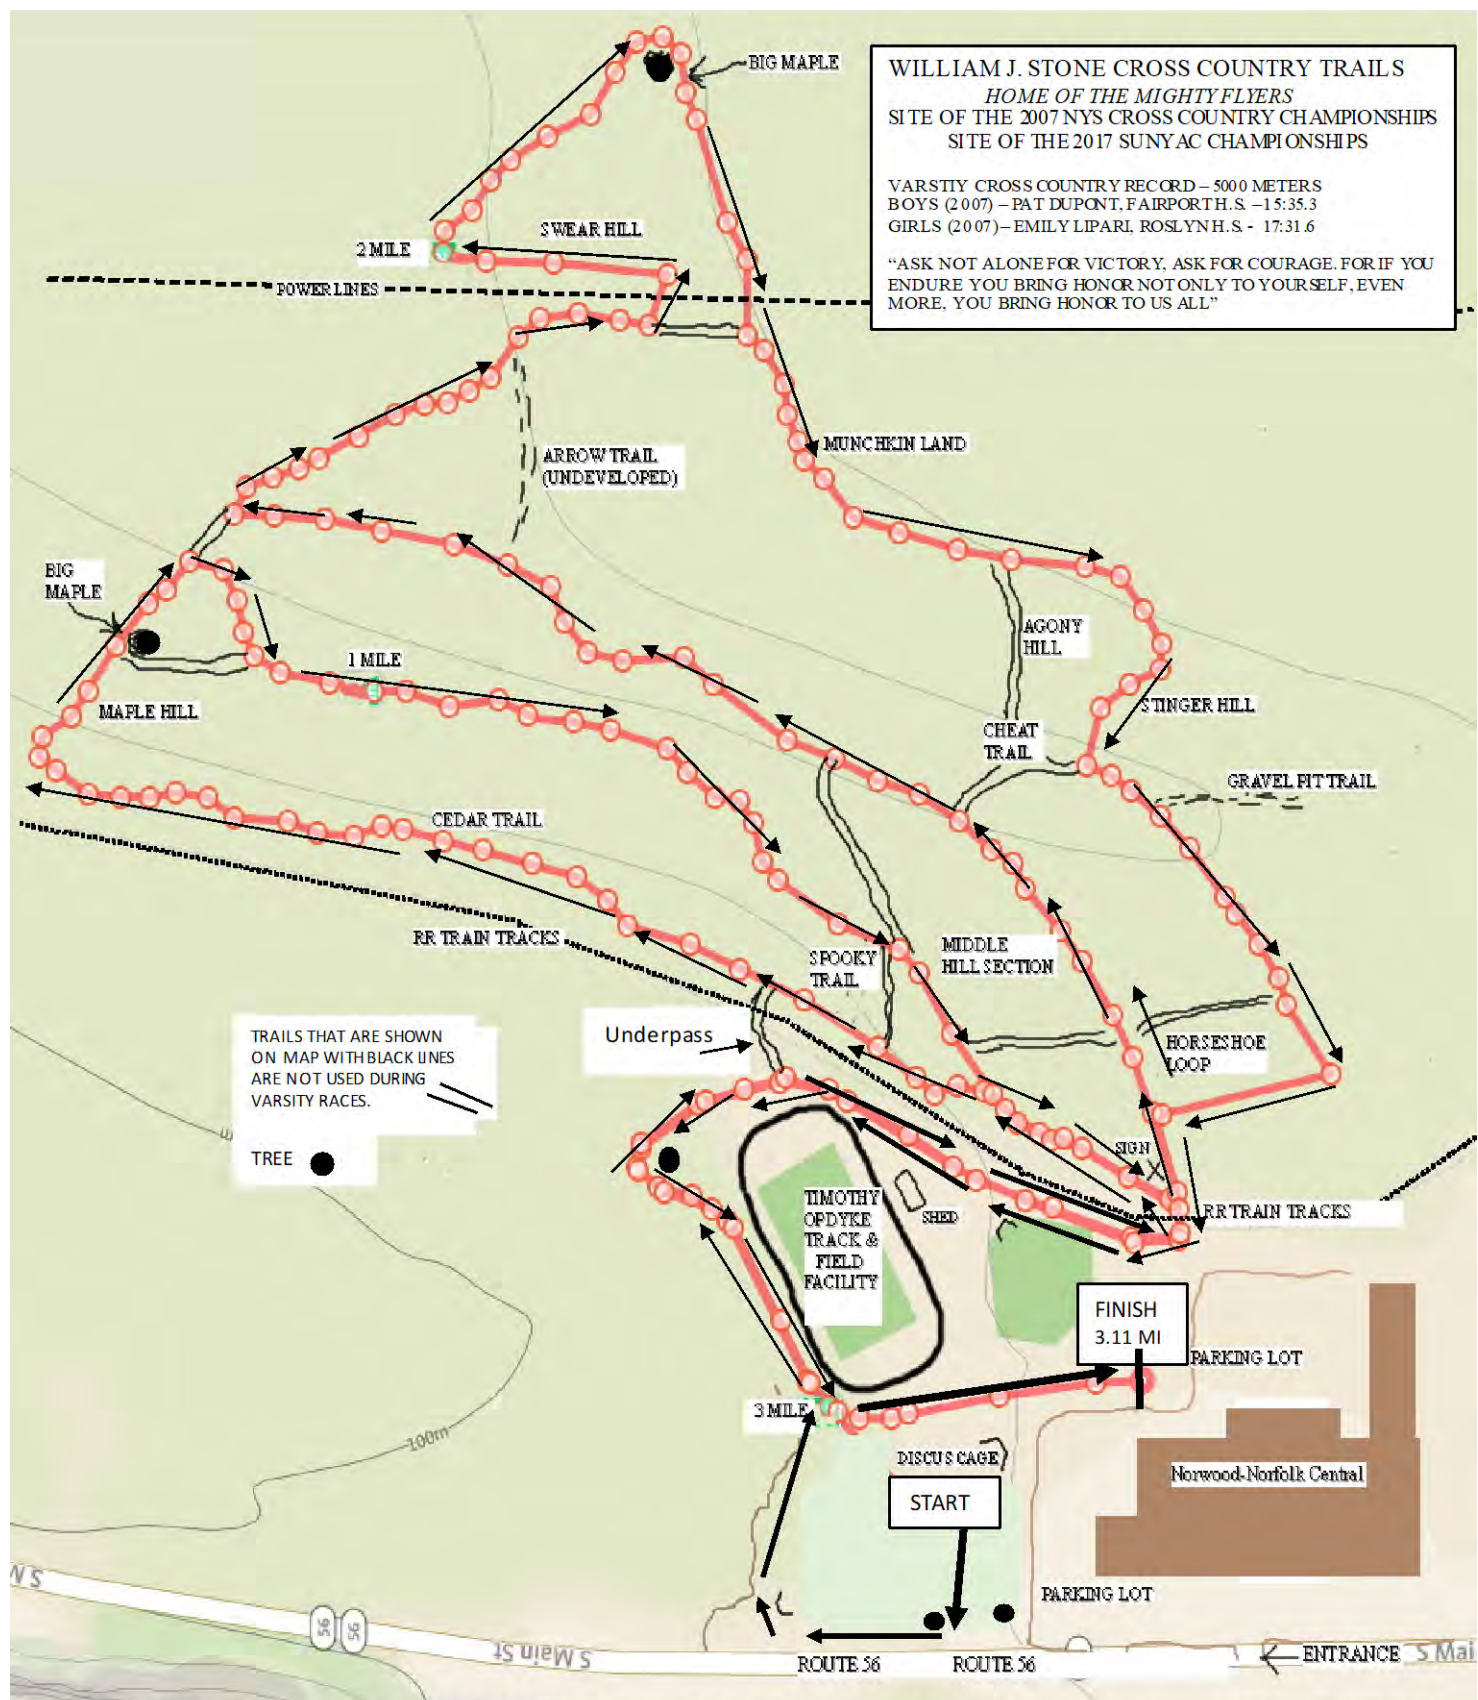 WILLIAM J. STONE CROSS COUNTRY TRAILS
HOME OF THE MIGHTY FLYERS
SITE OF THE 2007 NYS CROSS COUNTRY CHAMPIONSHIPS
SITE OF THE 2017 SUNYAC CHAMPIONSHIPS
VARSTIY CROSS COUNTRY RECORD – 5000 METERS
BOYS (2007) – PAT DUPONT, FAIRPORT H.S. – 15:35.3
GIRLS (2007) – EMILY LIPARI, ROSLYN H.S. - 17:31.6
“ASK NOT ALONE FOR VICTORY, ASK FOR COURAGE. FOR IF YOU
ENDURE YOU BRING HONOR NOT ONLY TO YOURSELF, EVEN
MORE, YOU BRING HONOR TO US ALL”
BIG MAPLE
SWEAR HILL
2 MILE
POWER LINES
MUNCHKIN LAND
ARROW TRAIL
(UNDEVELOPED)
BIG
MAPLE
1 MILE
AGONY
HILL
MAPLE HILL
STINGER HILL
CHEAT
TRAIL
GRAVEL PIT TRAIL
CEDAR TRAIL
RR TRAIN TRACKS
SPOOKY
TRAIL
MIDDLE
HILL SECTION
Underpass
HORSESHOE
LOOP
TRAILS THAT ARE SHOWN
ON MAP WITH BLACK LINES
ARE NOT USED DURING
VARSITY RACES.
TREE
SIGN
X
RR TRAIN TRACKS
TIMOTHY
OPDYKE
TRACK &
FIELD
FACILITY
SHED
FINISH
3.11 MI
PARKING LOT
3 MILE
100m
DISCUS CAGE
START
Norwood-Norfolk Central
PARKING LOT
56
56
S Main St
ROUTE 56
ROUTE 56
ENTRANCE
S Mai